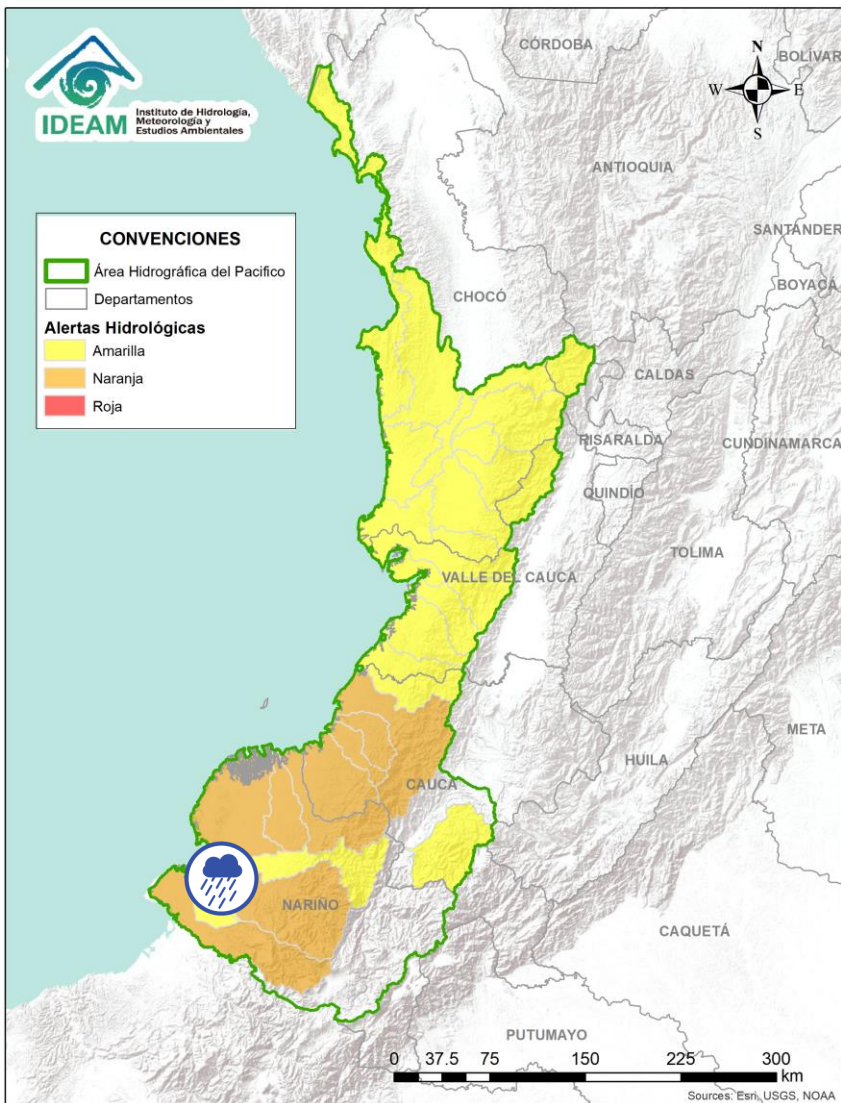 IDEAM
Instituto de Hidrología,
Meteorología y
Estudios Ambientales
CÓRDOBA
BOLÍVAR
N
W
E
S
ANTIOQUIA
SANTANDER
BOYACÁ
CONVENCIONES
Área Hidrográfica del Pacifico
Departamentos
Alertas Hidrológicas
Amarilla
Naranja
Roja
CHOCÓ
CALDAS
RISARALDA
CUNDINAMARCA
QUINDÍO
TOLIMA
VALLE DEL CAUCA
META
HUILA
CAUCA
NARIÑO
CAQUETÁ
PUTUMAYO
0 37.5 75 150 225 300
km
Sources: Esri, USGS, NOAA